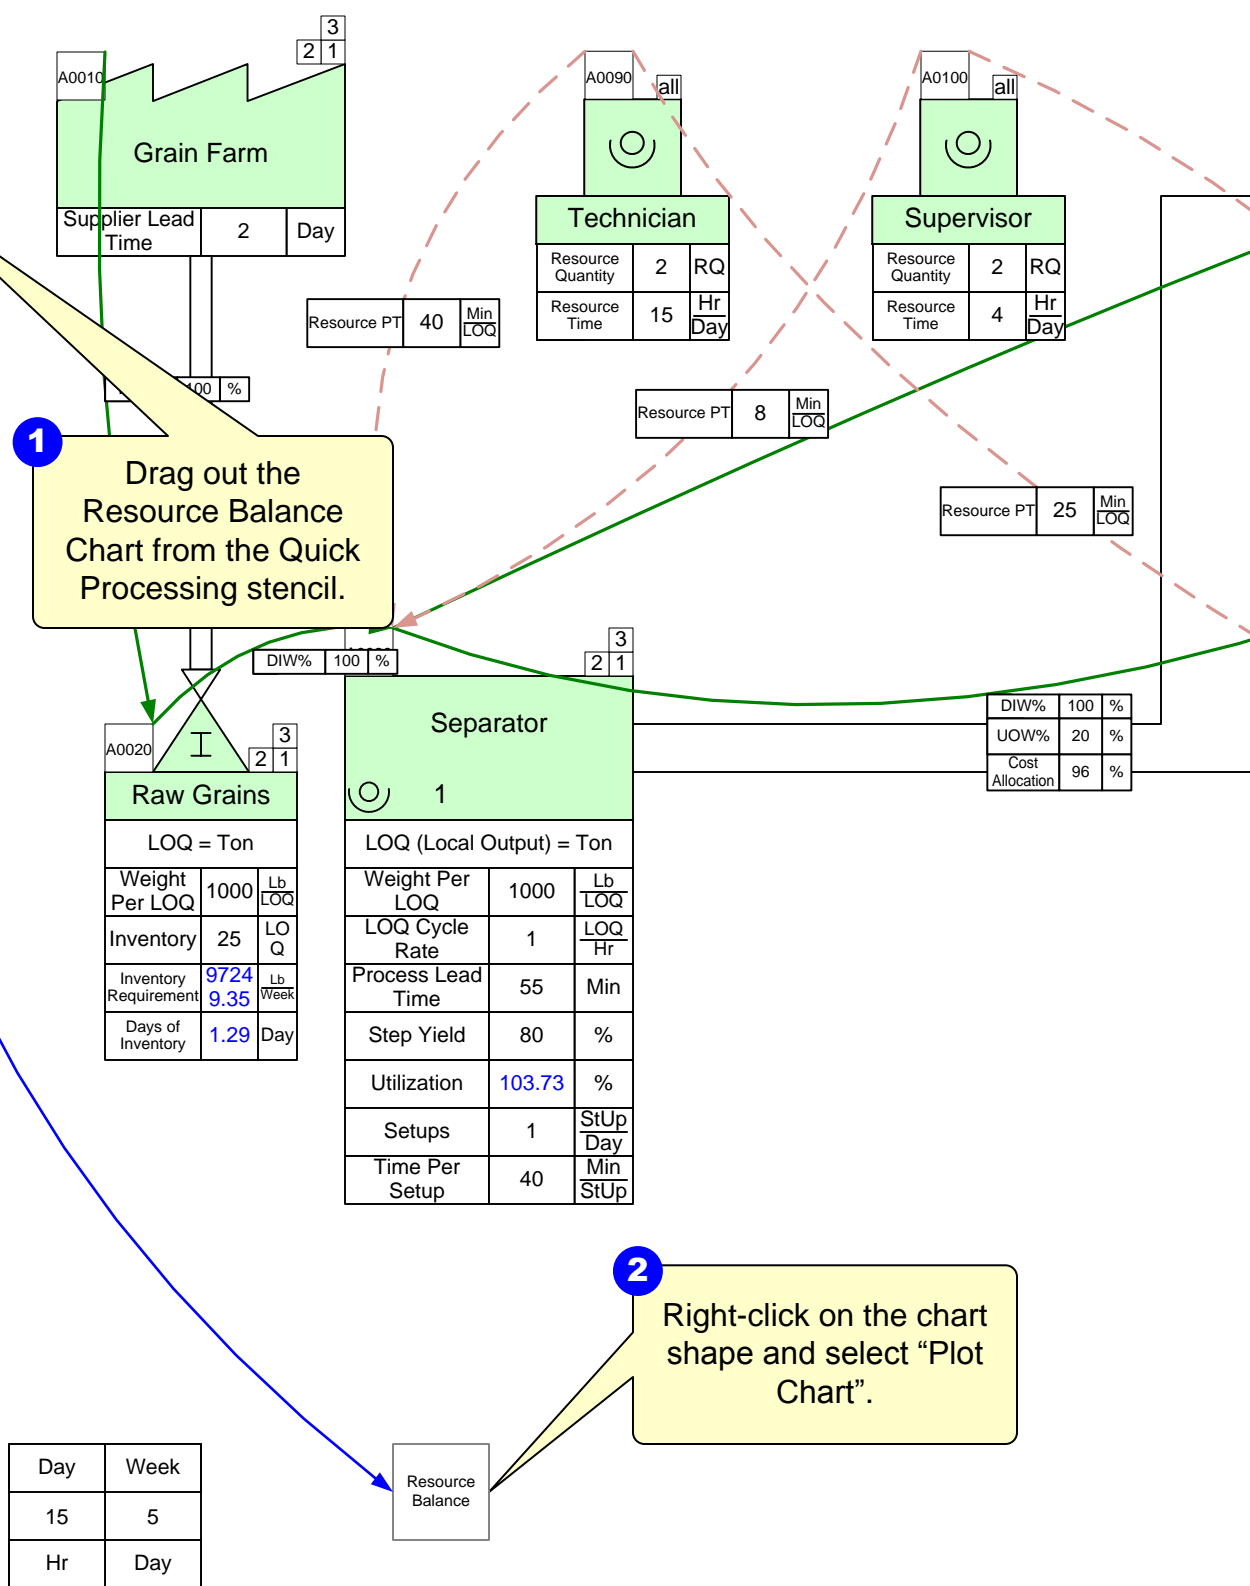 3
2 1
A0010
Grain Farm
Supplier Lead
Time
2
Day
A0090
all
Technician
Resource
Quantity
2
RQ
Resource
Time
15
Hr
Day
A0100
all
Supervisor
Resource
Quantity
2
RQ
Resource
Time
4
Hr
Day
Resource PT
40
Min
LOQ
Resource PT
8
Min
LOQ
Resource PT
25
Min
LOQ
%
1
Drag out the
Resource Balance
Chart from the Quick
Processing stencil.
DIW%
100
%
A0020
I
3
2 1
Raw Grains
LOQ = Ton
Weight
Per LOQ
1000
Lb
LOQ
Inventory
25
LO
Q
Inventory
Requirement
9724
9.35
Lb
Week
Days of
Inventory
1.29
Day
3
2 1
Separator
1
LOQ (Local Output) = Ton
Weight Per
LOQ
1000
Lb
LOQ
LOQ Cycle
Rate
1
LOQ
Hr
Process Lead
Time
55
Min
Step Yield
80
%
Utilization
103.73
%
Setups
1
StUp
Day
Time Per
Setup
40
Min
StUp
DIW%
100
%
UOW%
20
%
Cost
Allocation
96
%
2
Right-click on the chart
shape and select “Plot
Chart”.
Resource
Balance
Day
Week
15
5
Hr
Day